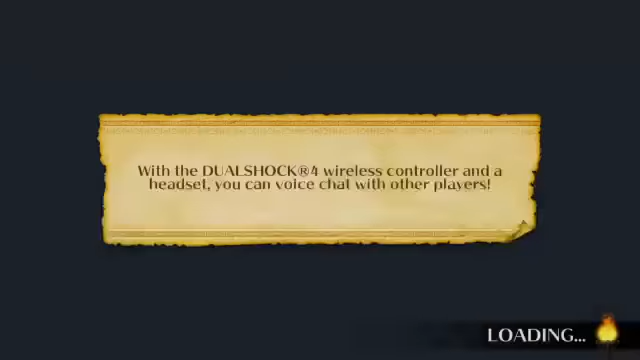 With the DUALSHOCK®4 wireless controller and a
headset, you can voice chat with other players!
LOADING...